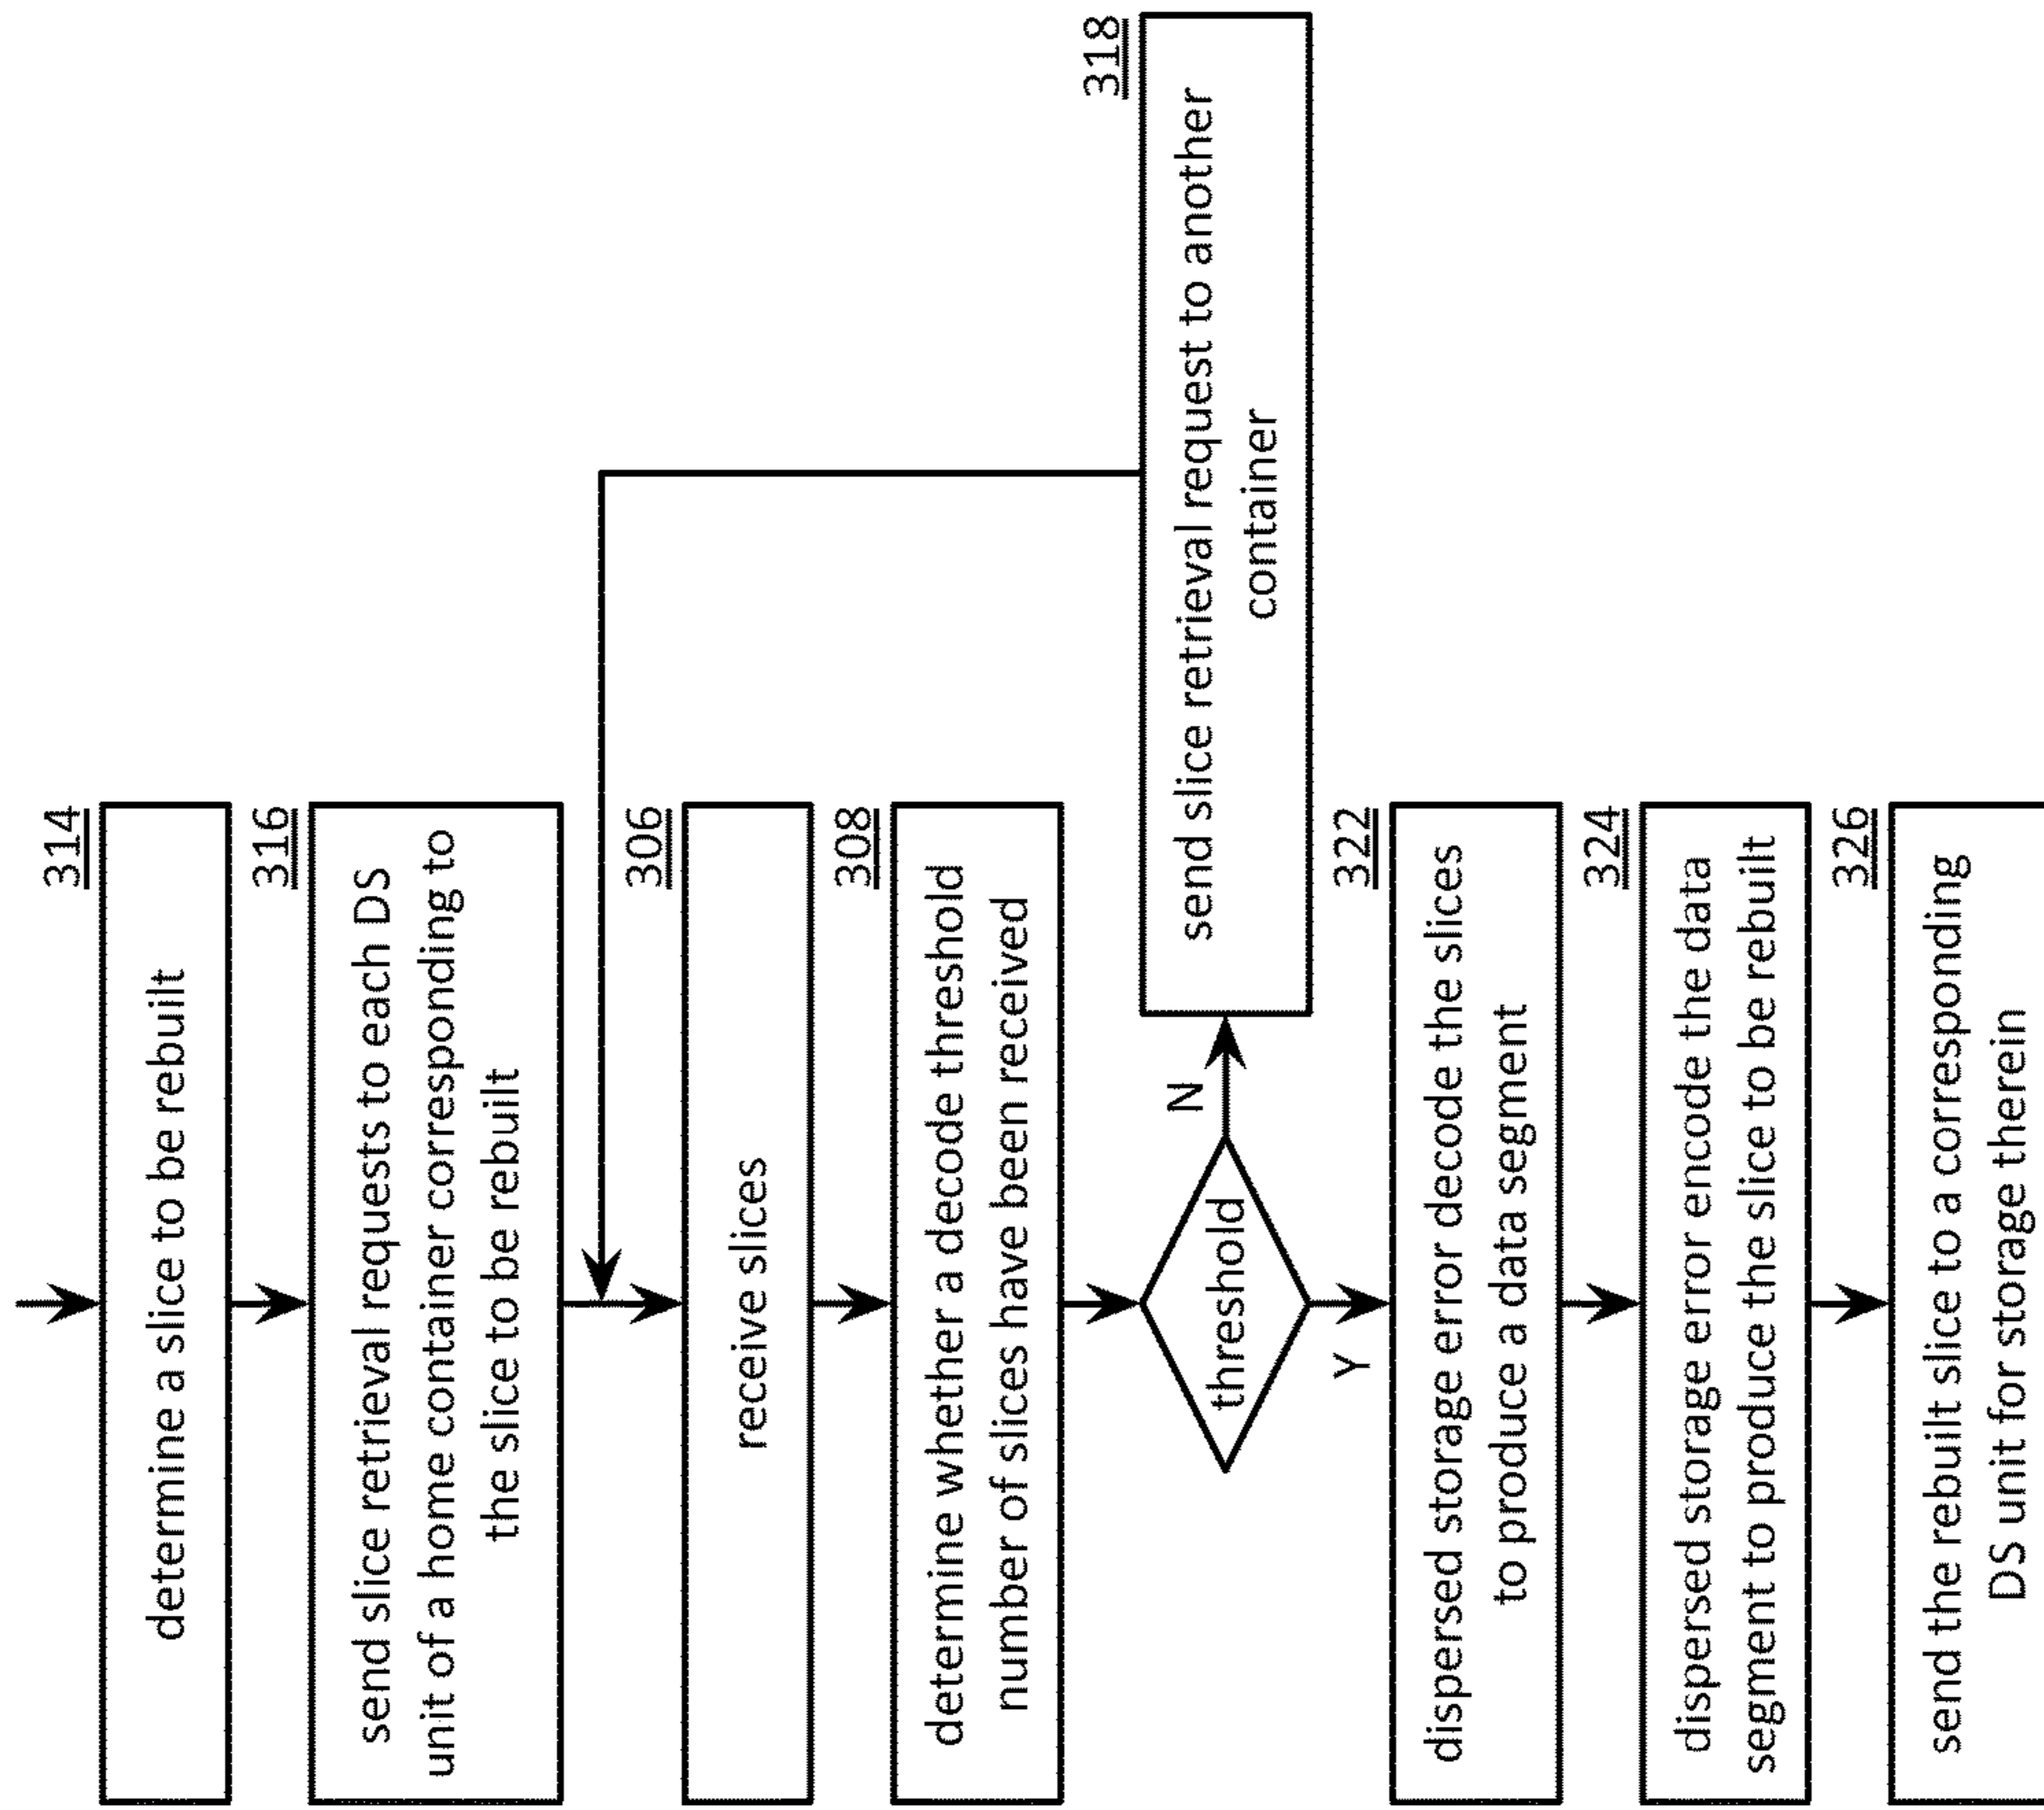 314
determine a slice to be rebuilt
316
send slice retrieval requests to each DS
unit of a home container corresponding to
the slice to be rebuilt
306
receive slices
308
determine whether a decode threshold
number of slices have been received
threshold
N
Y
318
send slice retrieval request to another
container
322
dispersed storage error decode the slices
to produce a data segment
324
dispersed storage error encode the data
segment to produce the slice to be rebuilt
326
send the rebuilt slice to a corresponding
DS unit for storage therein